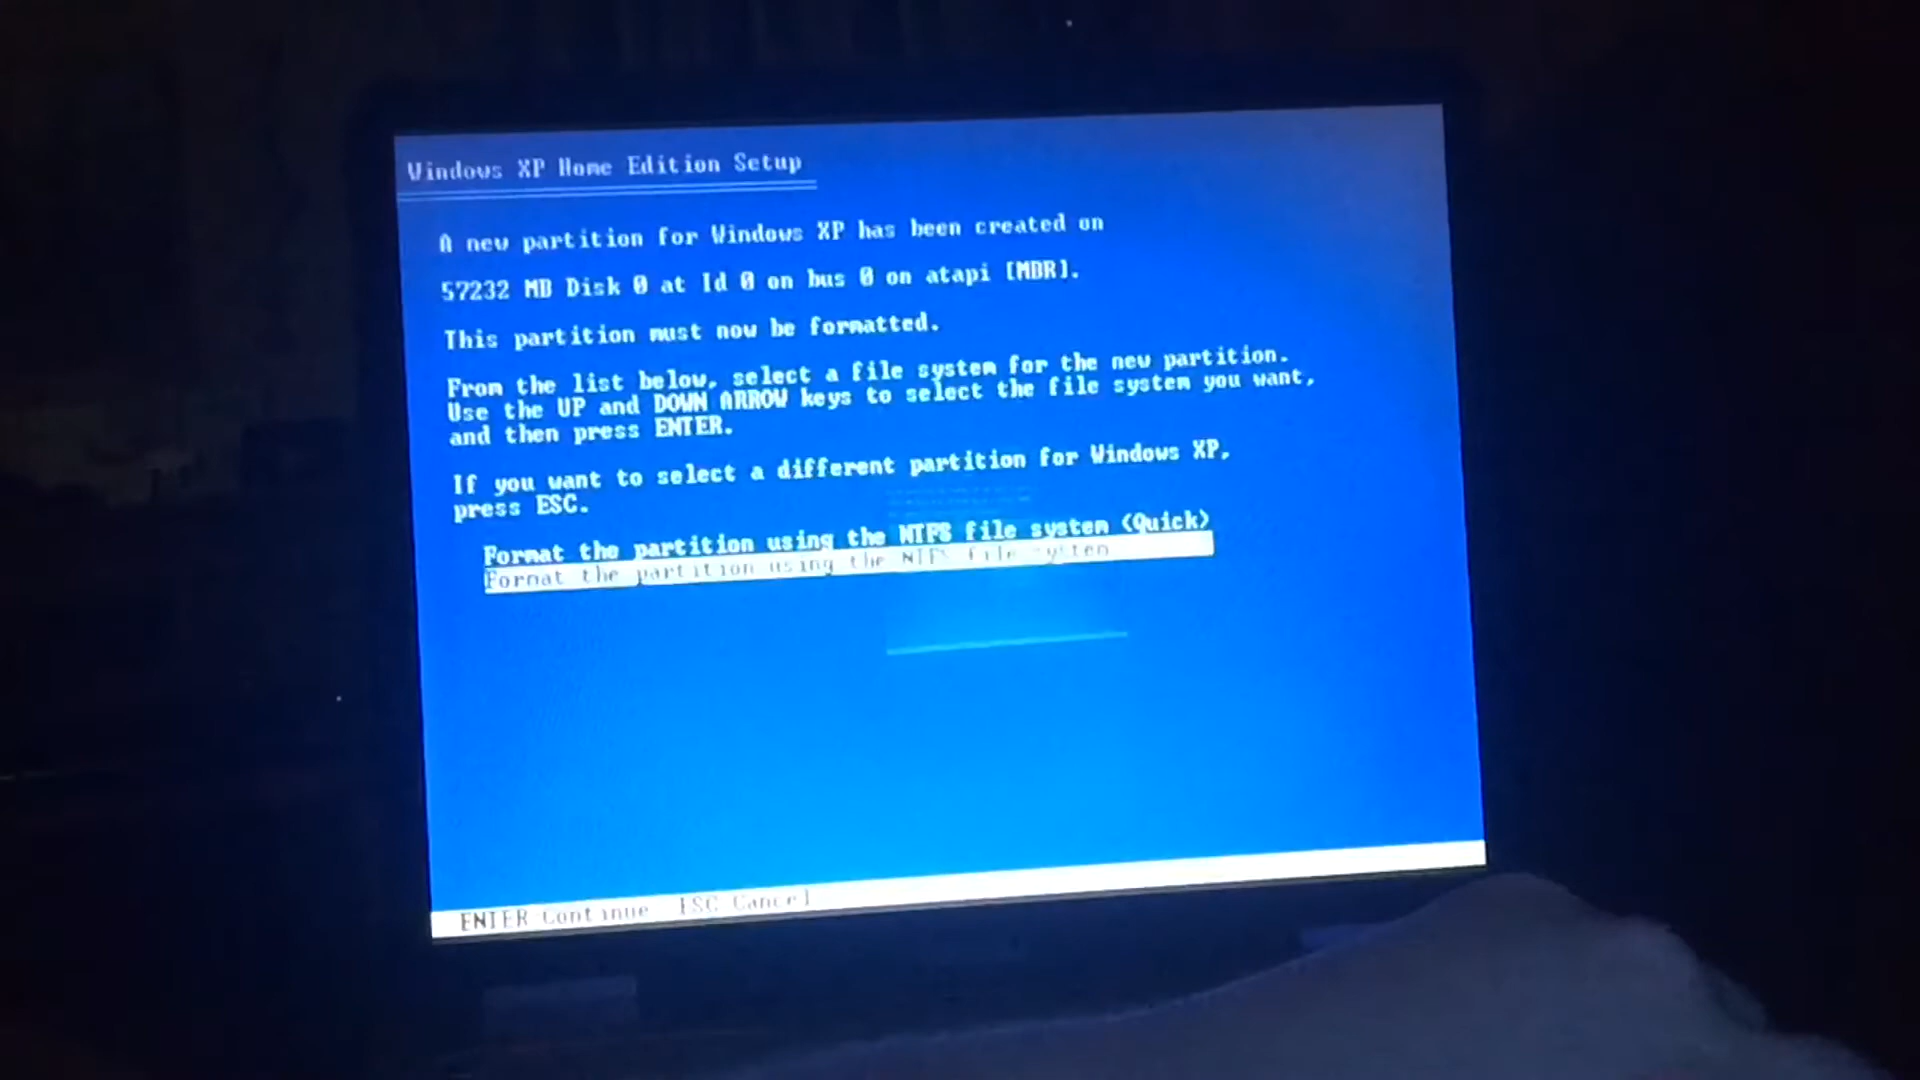 Windows XP Home Edition Setup
A new partition for Windows XP has been created on
57232 MB Disk 0 at Id 0 on bus 0 on atapi [MBR].
This partition must now be formatted.
From the list below, select a file system for the new partition.
Use the UP and DOWN ARROW keys to select the file system you want,
and then press ENTER.
If you want to select a different partition for Windows XP,
press ESC.
Format the partition using the NTFS file system (Quick)
Format the partition using the NTFS file system
ENTER=Continue ESC=Cancel